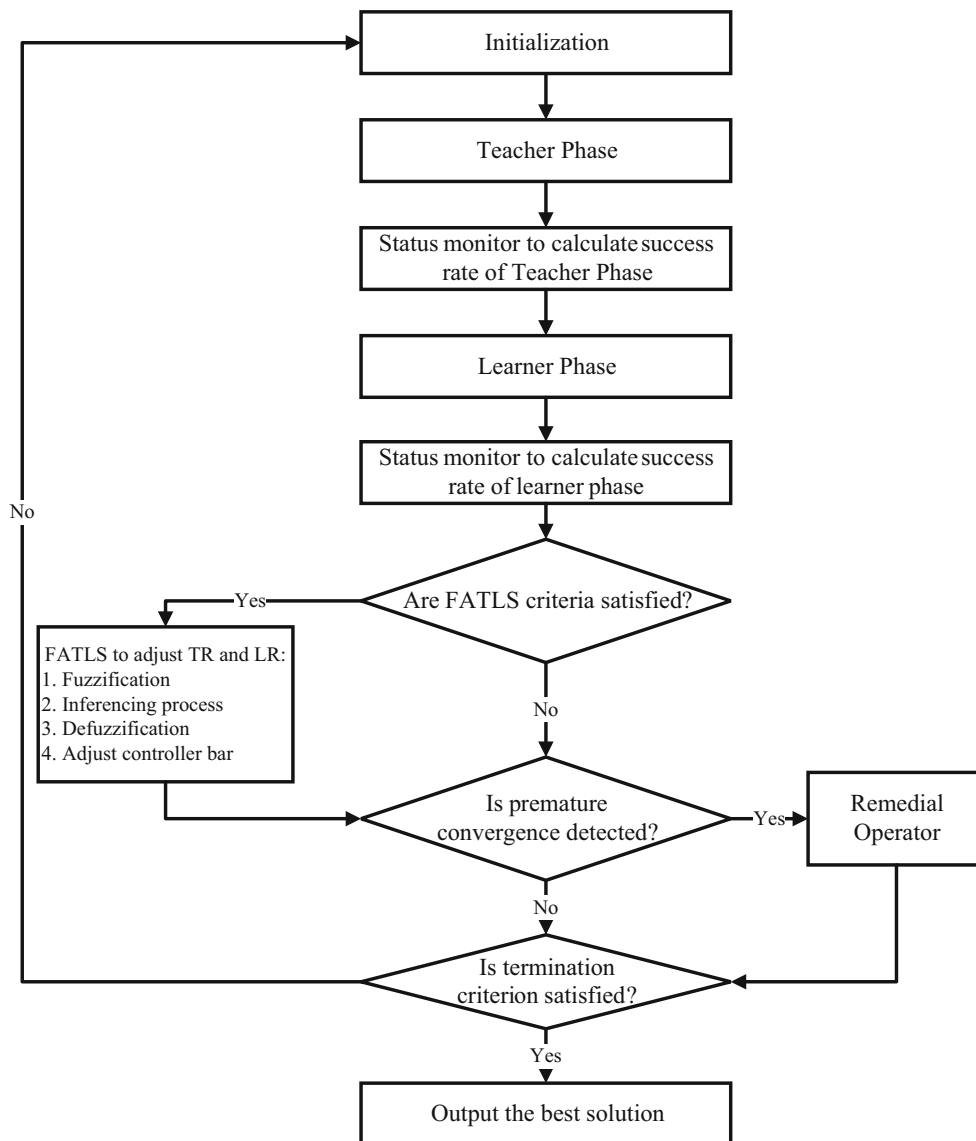 Initialization
Teacher Phase
Status monitor to calculate success
rate of Teacher Phase
Learner Phase
Status monitor to calculate success
rate of learner phase
No
Are FATLS criteria satisfied?
Yes
FATLS to adjust TR and LR:
1. Fuzzification
2. Inferencing process
3. Defuzzification
4. Adjust controller bar
No
Is premature
convergence detected?
Yes
Remedial
Operator
No
Is termination
criterion satisfied?
Yes
Output the best solution